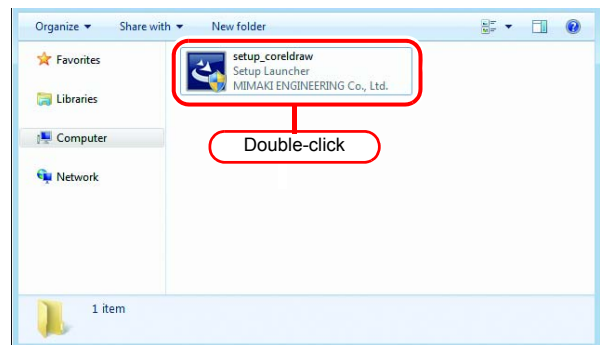 Organize Share with New folder
Favorites
setup_coreldraw
Setup Launcher
MIMAKI ENGINEERING Co., Ltd.
Libraries
Computer
Double-click
Network
1 item